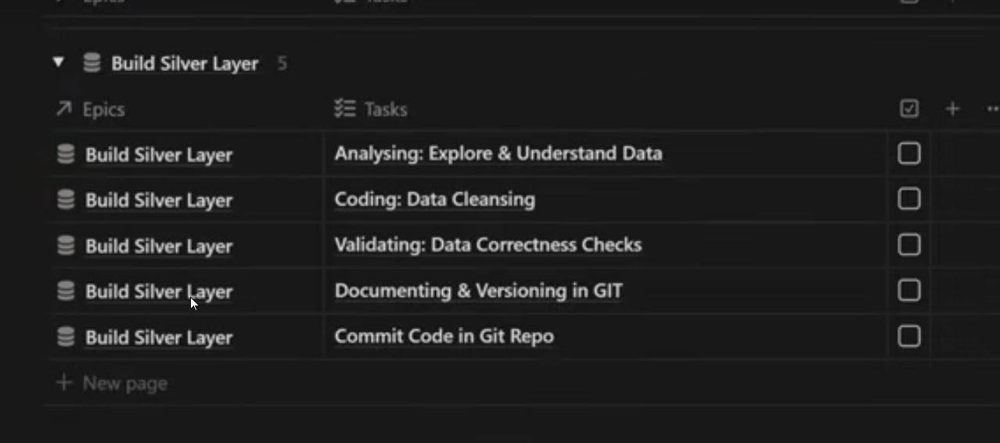 Epics Tasks
Build Silver Layer 5
Epics Tasks
Build Silver Layer Analysing: Explore & Understand Data
Build Silver Layer Coding: Data Cleansing
Build Silver Layer Validating: Data Correctness Checks
Build Silver Layer Documenting & Versioning in GIT
Build Silver Layer Commit Code in Git Repo
+ New page